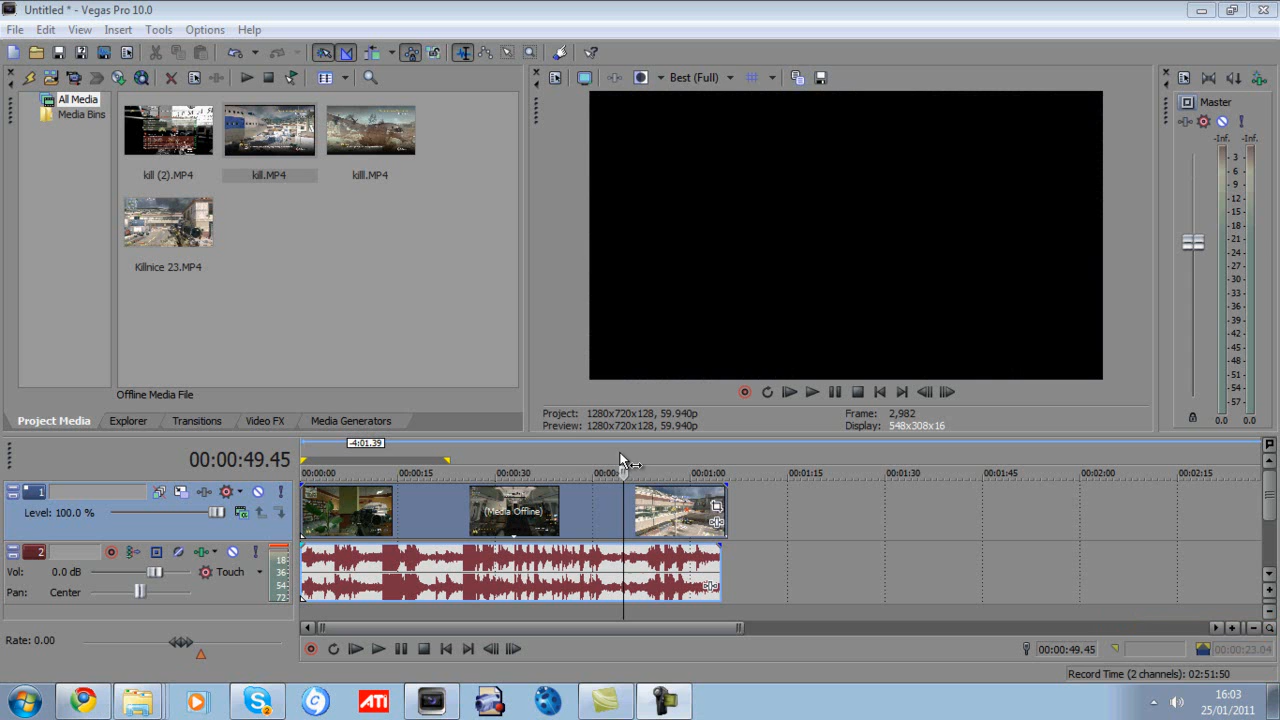 Untitled * - Vegas Pro 10.0
File Edit View Insert Tools Options Help
Best (Full)
All Media
Media Bins
kill (2).MP4 kill.MP4 killl.MP4
Killnice 23.MP4
Offline Media File
Project Media Explorer Transitions Video FX Media Generators
Project: 1280x720x128, 59.940p
Preview: 1280x720x128, 59.940p
Frame: 2,982
Display: 548x308x16
Master
-Inf. -Inf.
3
6
9
12
15
18
21
24
27
30
33
36
39
42
45
48
51
54
57
0.0 0.0
-4:01.39
00:00:49.45
00:00:00 00:00:15 00:00:30 00:00: 00:01:00 00:01:15 00:01:30 00:01:45 00:02:00 00:02:15
1
Level: 100.0 %
(Media Offline)
2
Vol: 0.0 dB Touch
Pan: Center
18
36
54
72
Rate: 0.00
00:00:49.45 00:00:23.04
Record Time (2 channels): 02:51:50
ATI
2
16:03
25/01/2011